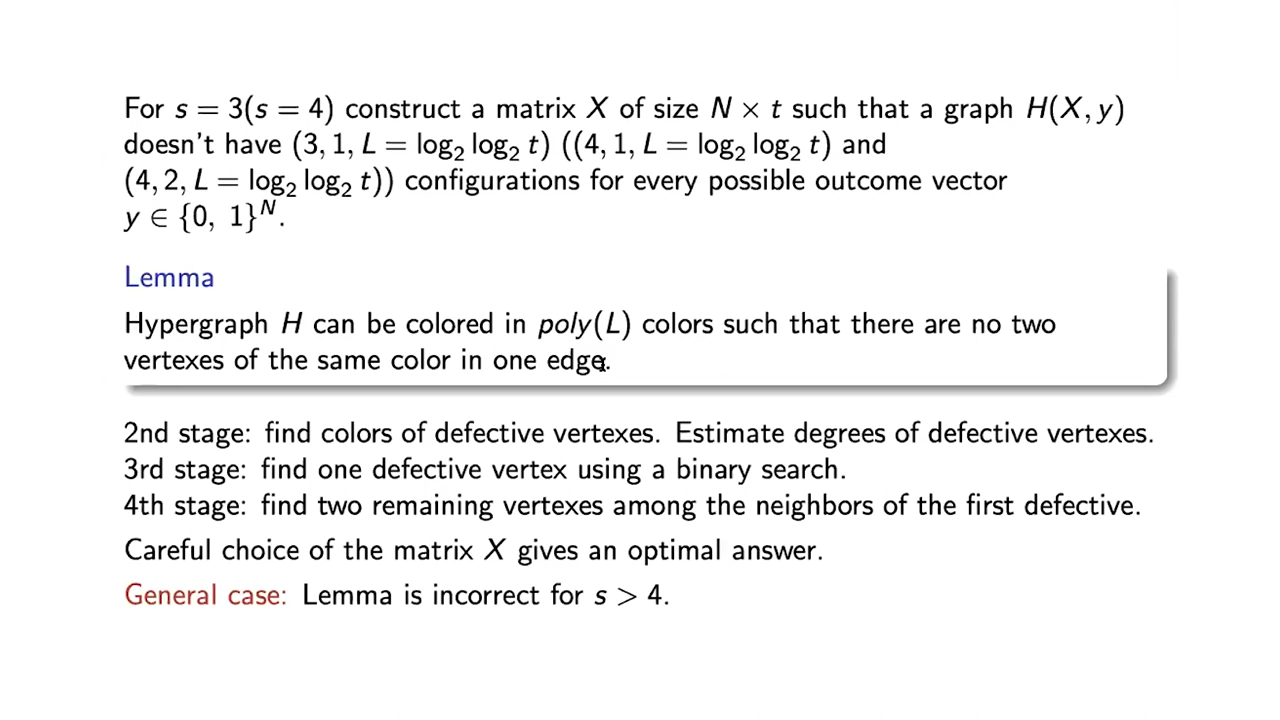 For s = 3(s = 4) construct a matrix X of size N × t such that a graph H(X, y)
doesn't have (3, 1, L = log₂ log₂ t) ((4, 1, L = log₂ log₂ t) and
(4, 2, L = log₂ log₂ t)) configurations for every possible outcome vector
y ∈ {0, 1}ᴺ.
Lemma
Hypergraph H can be colored in poly(L) colors such that there are no two
vertexes of the same color in one edge.
2nd stage: find colors of defective vertexes. Estimate degrees of defective vertexes.
3rd stage: find one defective vertex using a binary search.
4th stage: find two remaining vertexes among the neighbors of the first defective.
Careful choice of the matrix X gives an optimal answer.
General case: Lemma is incorrect for s > 4.